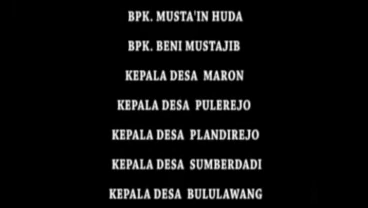 BPK. MUSTA'IN HUDA
BPK. BENI MUSTAJIB
KEPALA DESA MARON
KEPALA DESA PULEREJO
KEPALA DESA PLANDIREJO
KEPALA DESA SUMBERDADI
KEPALA DESA BULULAWANG